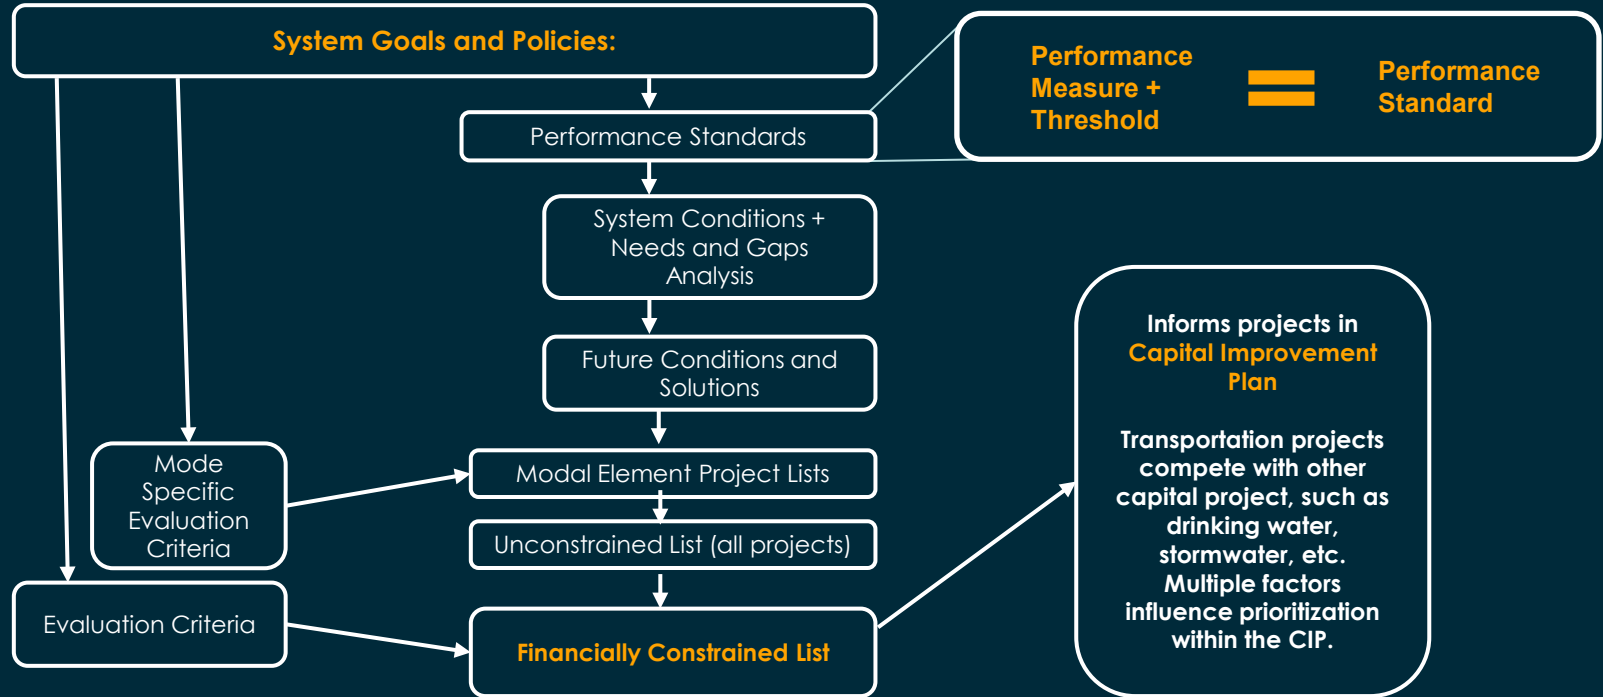 System Goals and Policies:
Performance
Measure +
Threshold
Performance
Standard
Performance Standards
System Conditions +
Needs and Gaps
Analysis
Future Conditions and
Solutions
Mode
Specific
Evaluation
Criteria
Modal Element Project Lists
Unconstrained List (all projects)
Evaluation Criteria
Financially Constrained List
Informs projects in
Capital Improvement
Plan
Transportation projects
compete with other
capital project, such as
drinking water,
stormwater, etc.
Multiple factors
influence prioritization
within the CIP.